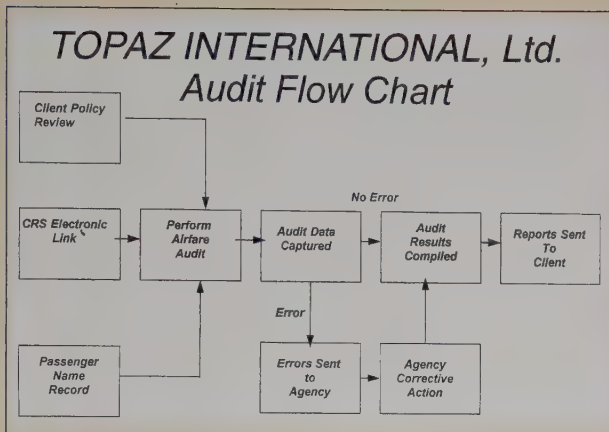 TOPAZ INTERNATIONAL, Ltd.
Audit Flow Chart
Client Policy
Review
No Error
CRS Electronic
Link
Perform
Airfare
Audit
Audit Data
Captured
Audit
Results
Compiled
Reports Sent
To
Client
Error
Passenger
Name
Record
Errors Sent
to
Agency
Agency
Corrective
Action